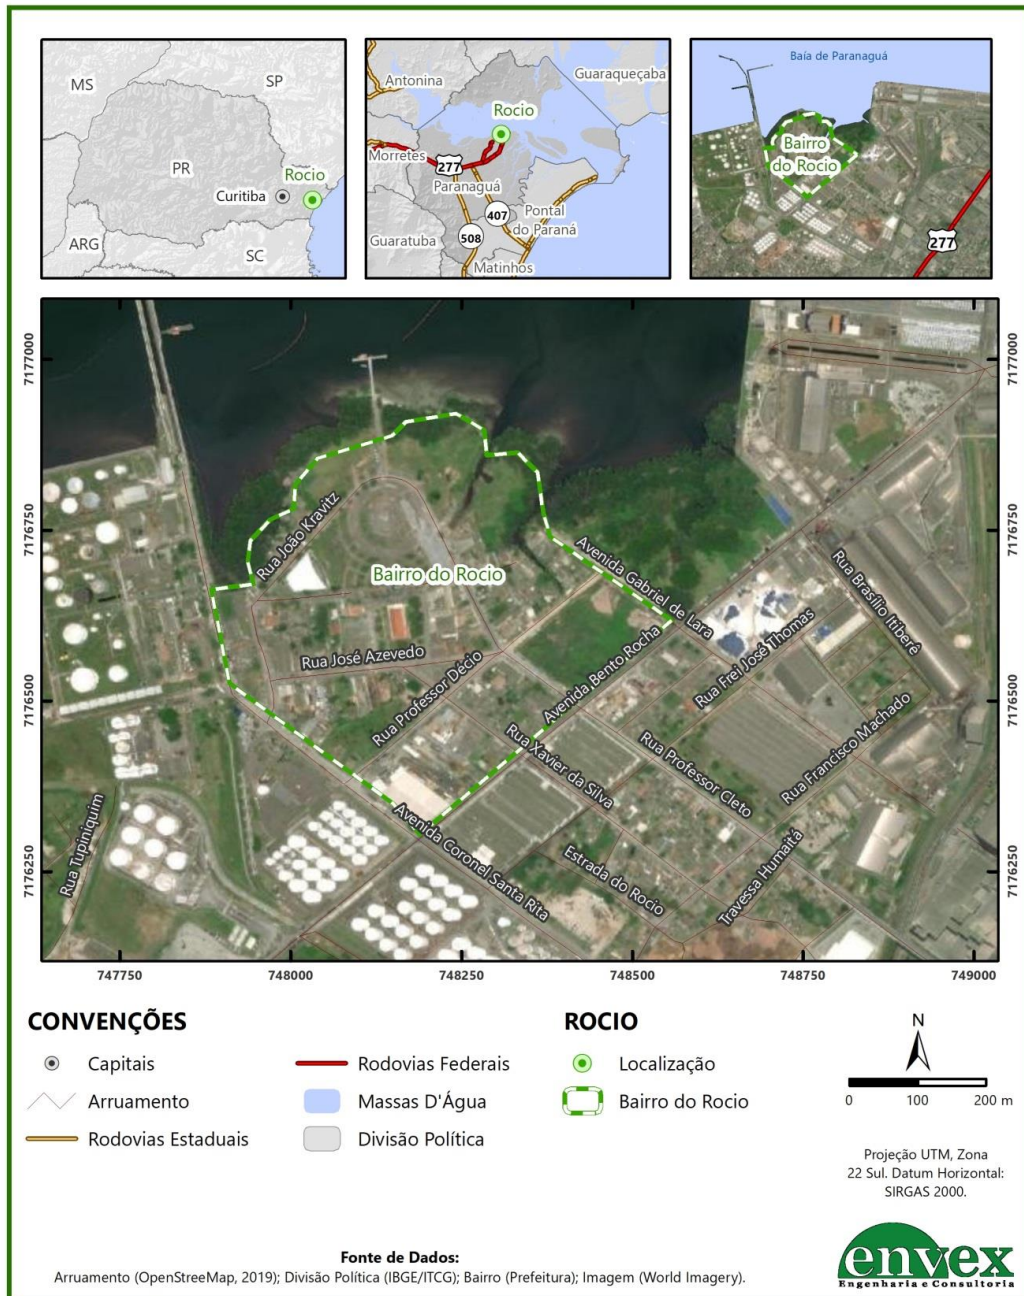 MS
SP
PR
Rocio
Curitiba
ARG
SC
Antonina
Guaraqueçaba
Rocio
Morretes
277
Paranaguá
407
Pontal
do Paraná
508
Guaratuba
Matinhos
Baía de Paranaguá
Bairro
do Rocio
277
7177000
7177000
7176750
7176750
7176500
7176500
7176250
7176250
Rua João Kravitz
Bairro do Rocio
Avenida Gabriel de Lara
Rua Brasílio Itiberê
Rua José Azevedo
Rua Professor Décio
Avenida Bento Rocha
Rua Frei José Thomas
Rua Xavier da Silva
Rua Professor Cleto
Rua Francisco Machado
Avenida Coronel Santa Rita
Estrada do Rocio
Travessa Humaitá
Rua Tupiniquim
747750
748000
748250
748500
748750
749000
CONVENÇÕES
Capitais
Arruamento
Rodovias Estaduais
Rodovias Federais
Massas D'Água
Divisão Política
ROCIO
Localização
Bairro do Rocio
N
0 100 200 m
Projeção UTM, Zona
22 Sul. Datum Horizontal:
SIRGAS 2000.
Fonte de Dados:
Arruamento (OpenStreeMap, 2019); Divisão Política (IBGE/ITCG); Bairro (Prefeitura); Imagem (World Imagery).
envex
Engenharia e Consultoria